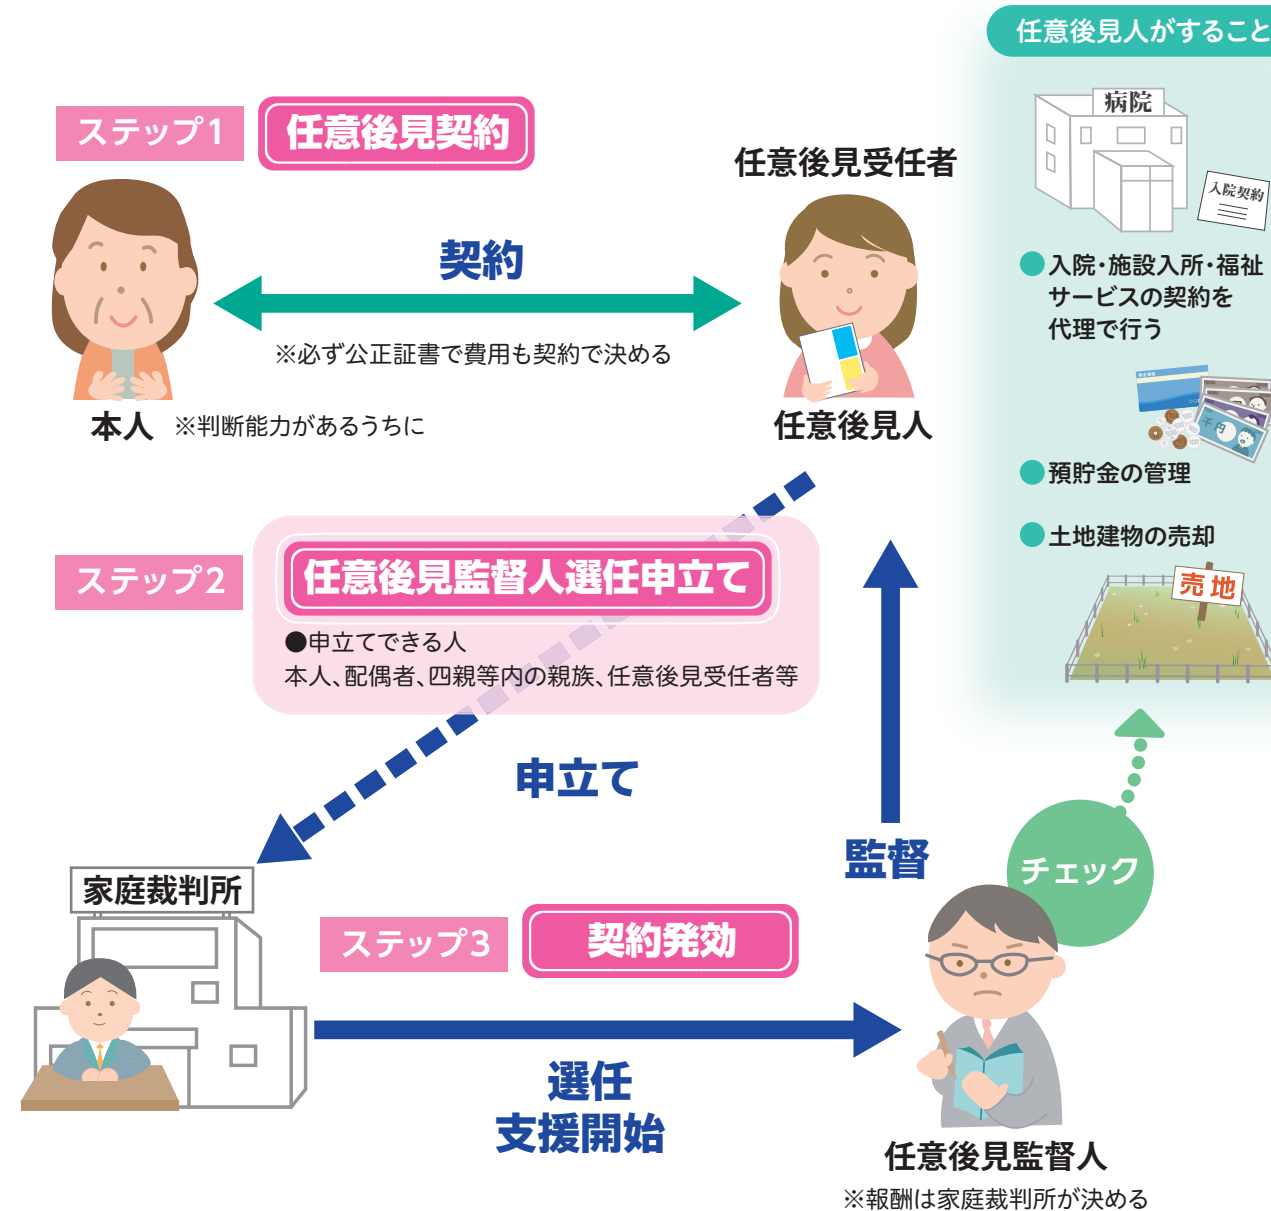 任意後見人がすること
ステップ1
任意後見契約
任意後見受任者
契約
※必ず公正証書で費用も契約で決める
本人
※判断能力があるうちに
任意後見人
病院
入院契約
●入院・施設入所・福祉
サービスの契約を
代理で行う
千円
500
100
100
100
●預貯金の管理
●土地建物の売却
売地
ステップ2
任意後見監督人選任申立て
●申立てできる人
本人、配偶者、四親等内の親族、任意後見受任者等
申立て
監督
チェック
家庭裁判所
ステップ3
契約発効
選任
支援開始
任意後見監督人
※報酬は家庭裁判所が決める